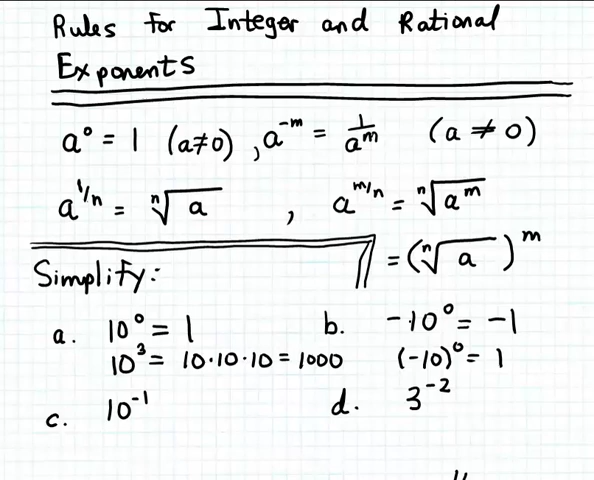 Rules for Integer and Rational
Exponents
a⁰ = 1 (a≠0), a⁻ᵐ = 1/aᵐ (a ≠ 0)
a^(1/n) = ⁿ√a , a^(m/n) = ⁿ√aᵐ
= (ⁿ√a)ᵐ
Simplify:
a. 10⁰ = 1 b. -10⁰ = -1
10³ = 10·10·10 = 1000 (-10)⁰ = 1
c. 10⁻¹ d. 3⁻²